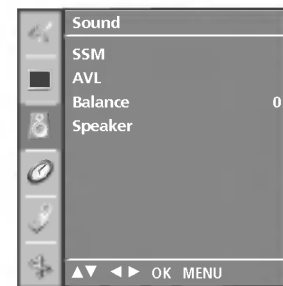 Sound
SSM
AVL
Balance 0
Speaker
▲▼ ◄► OK MENU